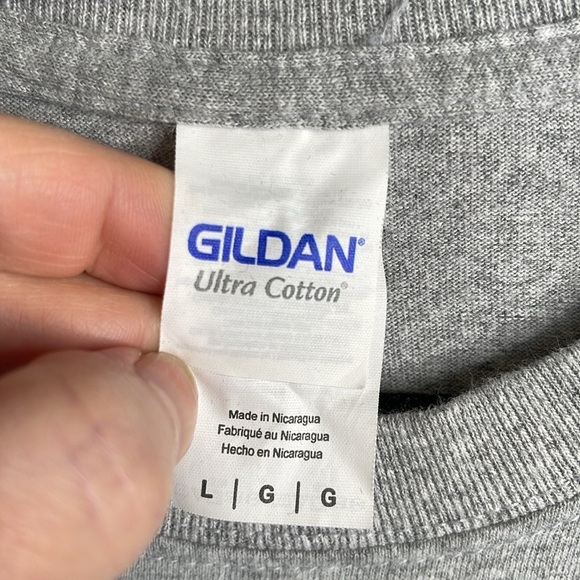 GILDAN®
Ultra Cotton®
Made in Nicaragua
Fabriqué au Nicaragua
Hecho en Nicaragua
L | G | G